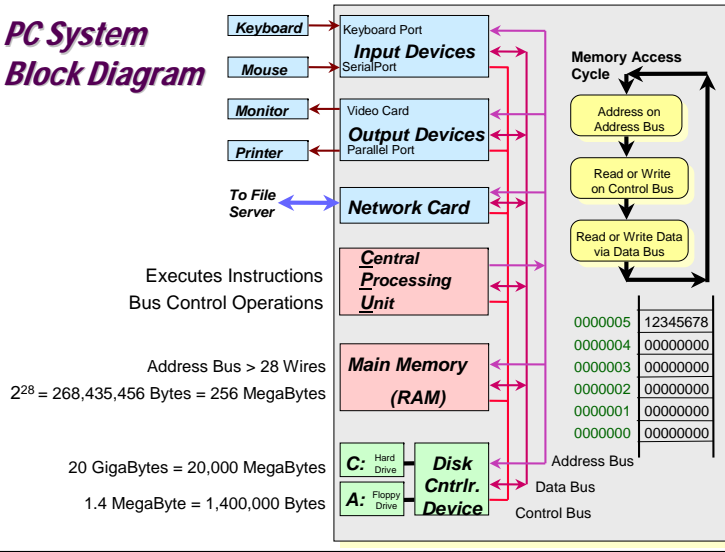 PC System
Block Diagram
Keyboard
Mouse
Monitor
Printer
To File
Server
Keyboard Port
Input Devices
SerialPort
Video Card
Output Devices
Parallel Port
Network Card
Executes Instructions
Bus Control Operations
Central
Processing
Unit
Address Bus > 28 Wires
2²⁸ = 268,435,456 Bytes = 256 MegaBytes
Main Memory
(RAM)
20 GigaBytes = 20,000 MegaBytes
1.4 MegaByte = 1,400,000 Bytes
C: Hard
Drive
A: Floppy
Drive
Disk
Cntrlr.
Device
Address Bus
Data Bus
Control Bus
Memory Access
Cycle
Address on
Address Bus
Read or Write
on Control Bus
Read or Write Data
via Data Bus
0000005 12345678
0000004 00000000
0000003 00000000
0000002 00000000
0000001 00000000
0000000 00000000